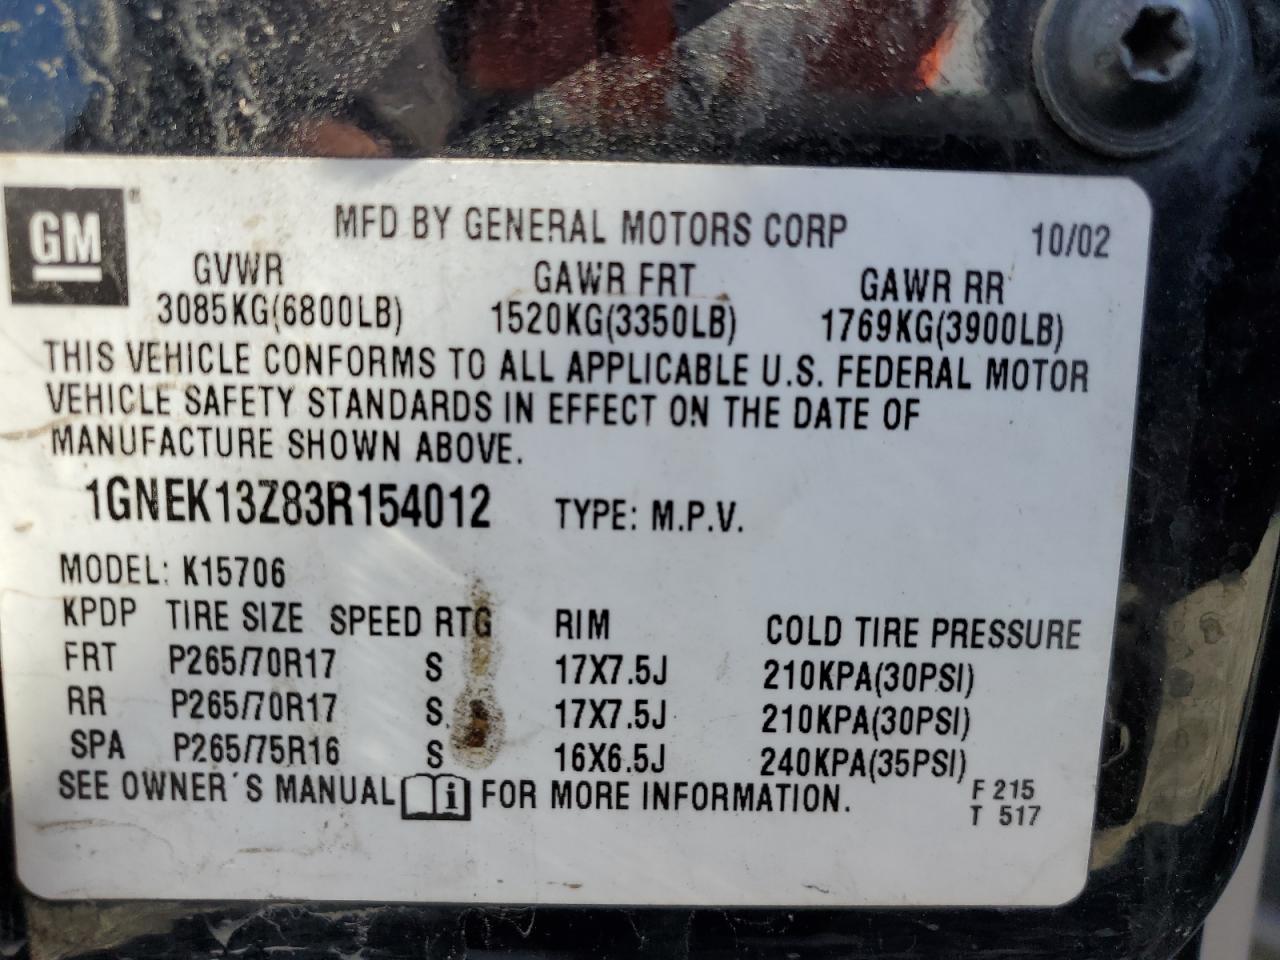 GM ®
MFD BY GENERAL MOTORS CORP 10/02
GVWR GAWR FRT GAWR RR
3085KG(6800LB) 1520KG(3350LB) 1769KG(3900LB)
THIS VEHICLE CONFORMS TO ALL APPLICABLE U.S. FEDERAL MOTOR
VEHICLE SAFETY STANDARDS IN EFFECT ON THE DATE OF
MANUFACTURE SHOWN ABOVE.
1GNEK13Z83R154012 TYPE: M.P.V.
MODEL: K15706
KPDP TIRE SIZE SPEED RTG RIM COLD TIRE PRESSURE
FRT P265/70R17 S 17X7.5J 210KPA(30PSI)
RR P265/70R17 S 17X7.5J 210KPA(30PSI)
SPA P265/75R16 S 16X6.5J 240KPA(35PSI)
SEE OWNER'S MANUAL i FOR MORE INFORMATION. F 215
T 517